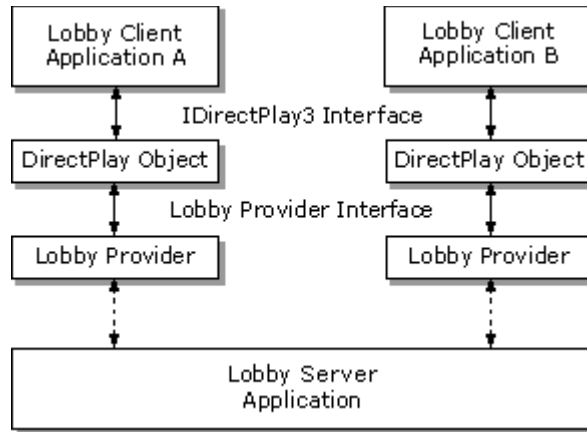 Lobby Client
Application A
Lobby Client
Application B
IDirectPlay3 Interface
DirectPlay Object
DirectPlay Object
Lobby Provider Interface
Lobby Provider
Lobby Provider
Lobby Server
Application